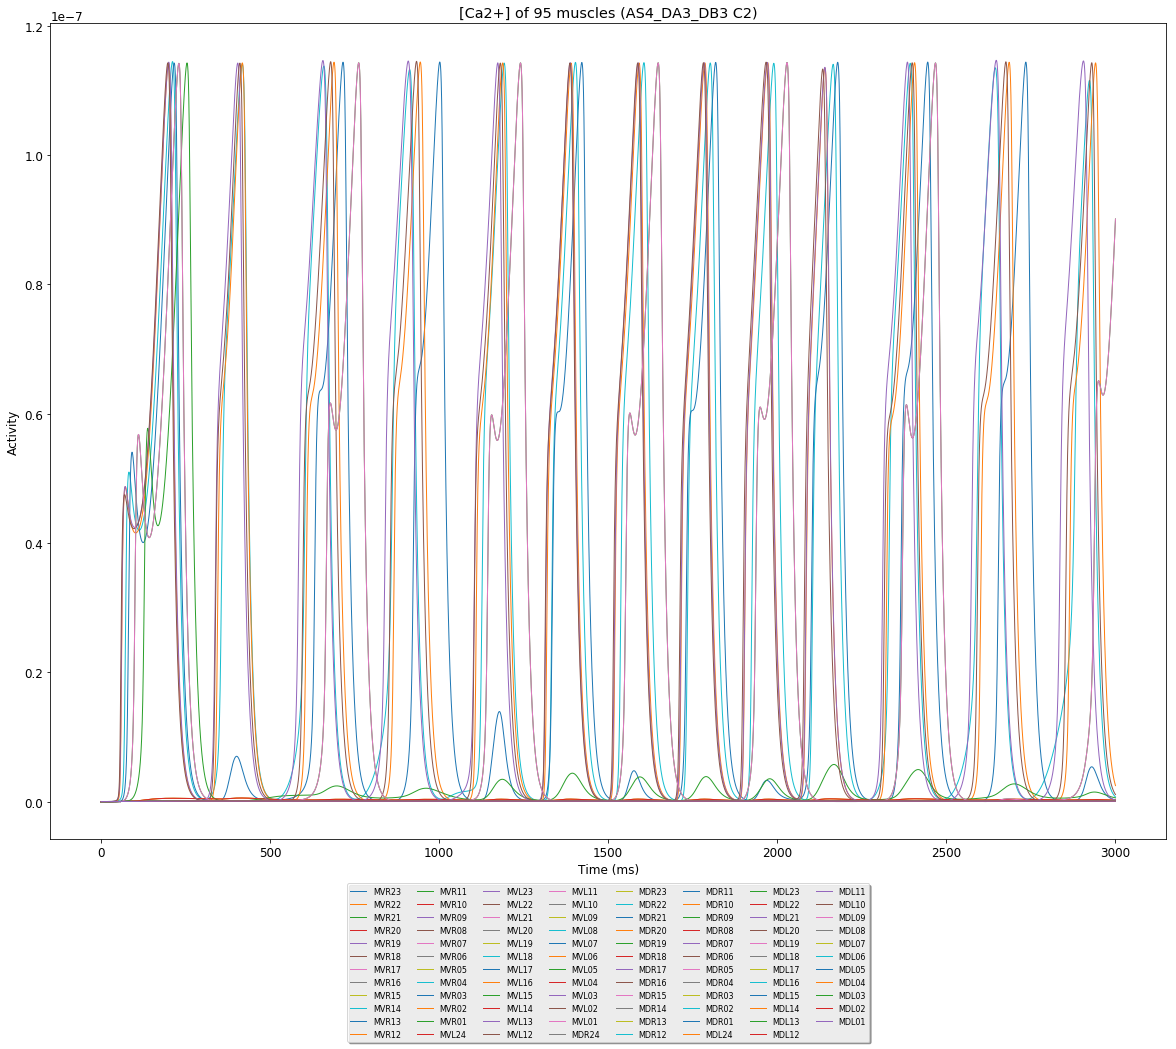 [Ca2+] of 95 muscles (AS4_DA3_DB3 C2)
1e−7
1.2
1.0
0.8
0.6
0.4
0.2
0.0
Activity
0 500 1000 1500 2000 2500 3000
Time (ms)
MVR23 MVR11 MVL23 MVL11 MDR23 MDR11 MDL23 MDL11
MVR22 MVR10 MVL22 MVL10 MDR22 MDR10 MDL22 MDL10
MVR21 MVR09 MVL21 MVL09 MDR21 MDR09 MDL21 MDL09
MVR20 MVR08 MVL20 MVL08 MDR20 MDR08 MDL20 MDL08
MVR19 MVR07 MVL19 MVL07 MDR19 MDR07 MDL19 MDL07
MVR18 MVR06 MVL18 MVL06 MDR18 MDR06 MDL18 MDL06
MVR17 MVR05 MVL17 MVL05 MDR17 MDR05 MDL17 MDL05
MVR16 MVR04 MVL16 MVL04 MDR16 MDR04 MDL16 MDL04
MVR15 MVR03 MVL15 MVL03 MDR15 MDR03 MDL15 MDL03
MVR14 MVR02 MVL14 MVL02 MDR14 MDR02 MDL14 MDL02
MVR13 MVR01 MVL13 MVL01 MDR13 MDR01 MDL13 MDL01
MVR12 MVL24 MVL12 MDR24 MDR12 MDL24 MDL12